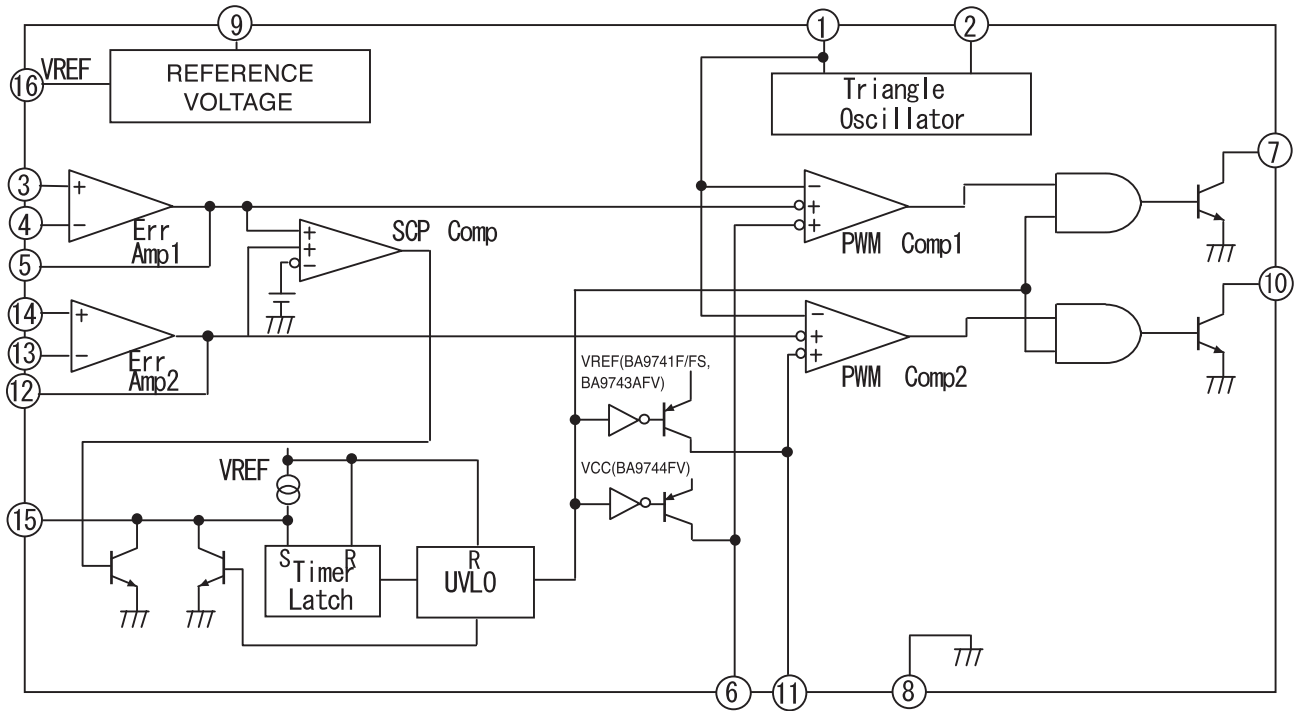 9
1
2
16
VREF
REFERENCE
VOLTAGE
Triangle
Oscillator
3
+
4
−
Err
Amp1
5
SCP Comp
+
+
−
−
+
+
PWM Comp1
7
14
+
13
−
Err
Amp2
12
−
+
+
PWM Comp2
10
VREF(BA9741F/FS,
BA9743AFV)
VCC(BA9744FV)
VREF
15
S
R
Timer
Latch
R
UVLO
6
11
8